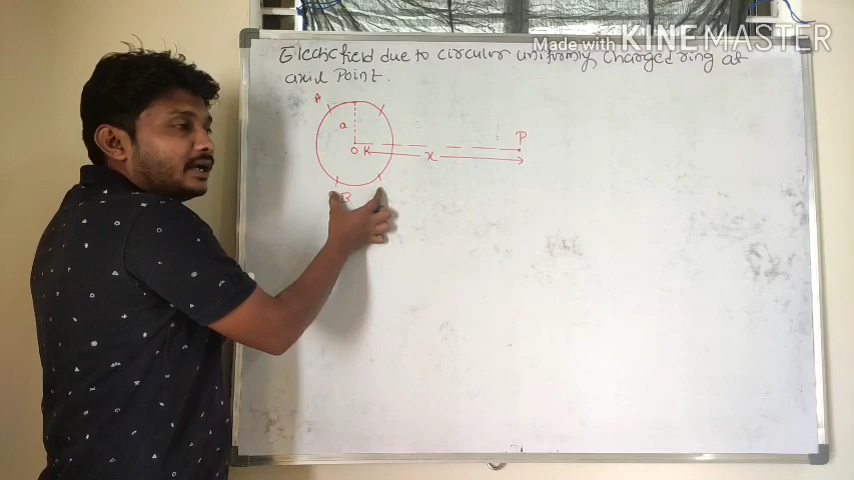 Electric field due to circular uniformly charged ring at
axial Point.
Made with KINEMASTER
A
a
P
O
x
B